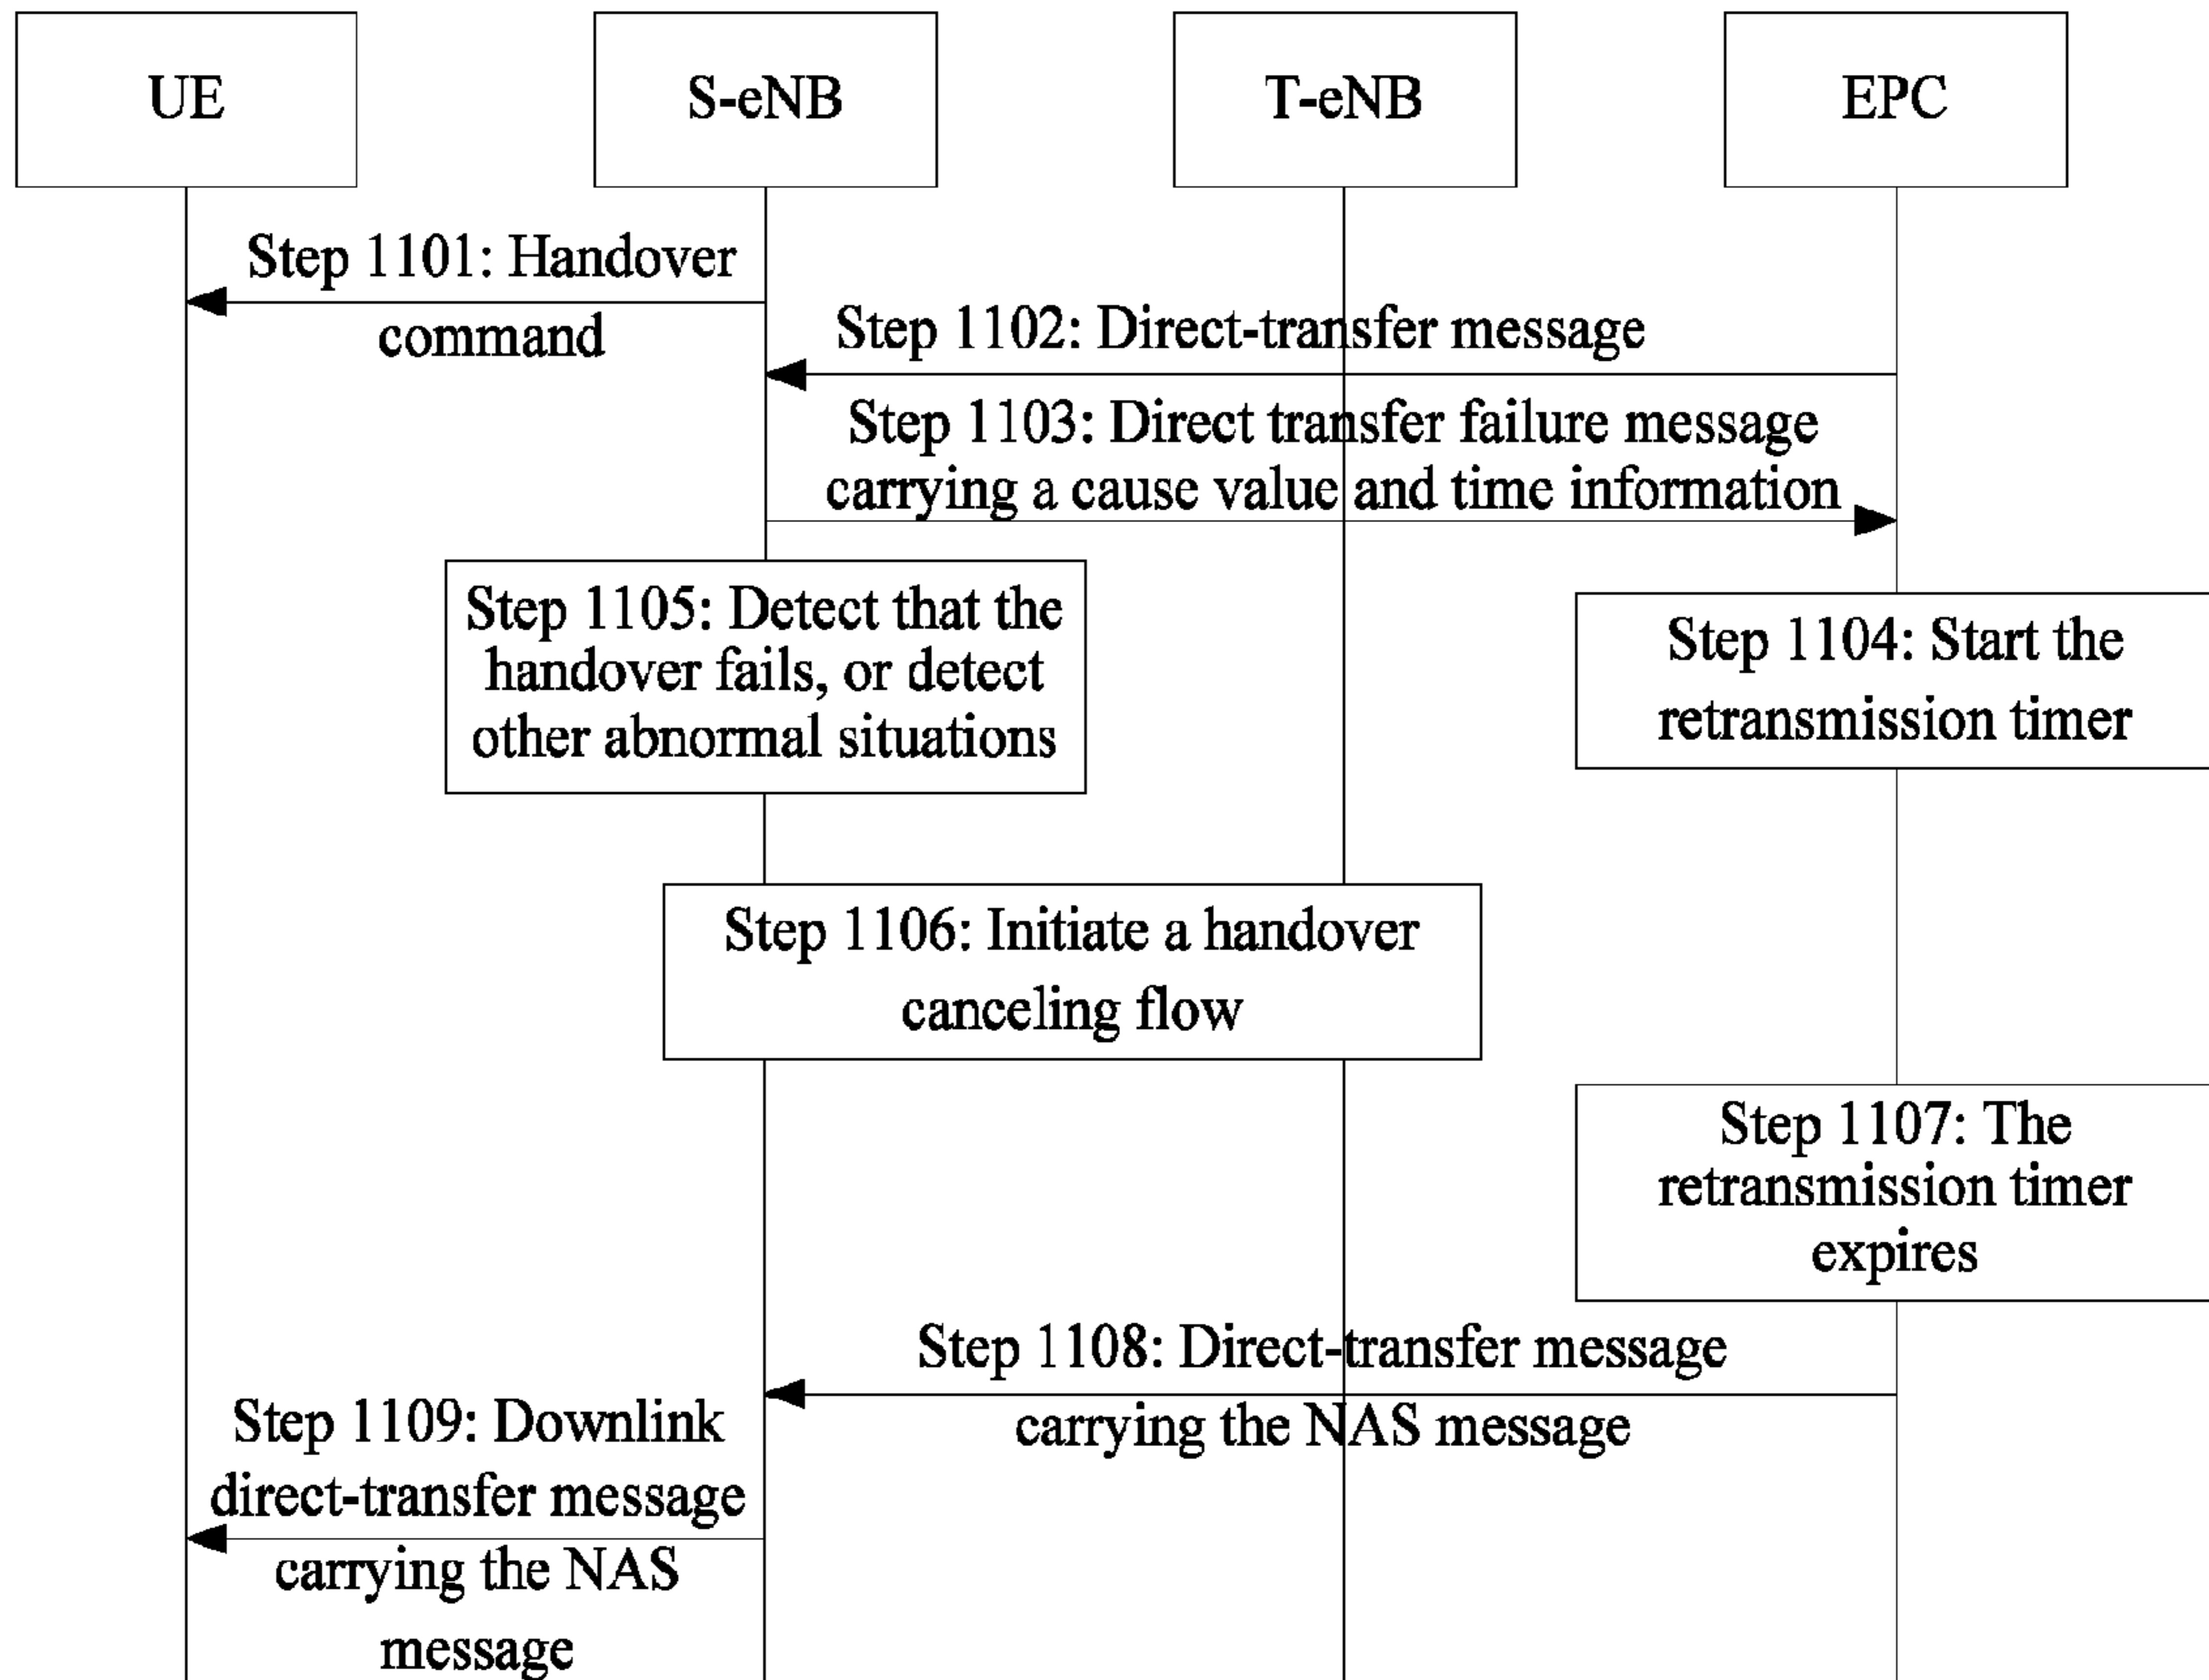 UE
S-eNB
T-eNB
EPC
Step 1101: Handover
command
Step 1102: Direct-transfer message
Step 1103: Direct transfer failure message
carrying a cause value and time information
Step 1105: Detect that the
handover fails, or detect
other abnormal situations
Step 1104: Start the
retransmission timer
Step 1106: Initiate a handover
canceling flow
Step 1107: The
retransmission timer
expires
Step 1108: Direct-transfer message
carrying the NAS message
Step 1109: Downlink
direct-transfer message
carrying the NAS
message